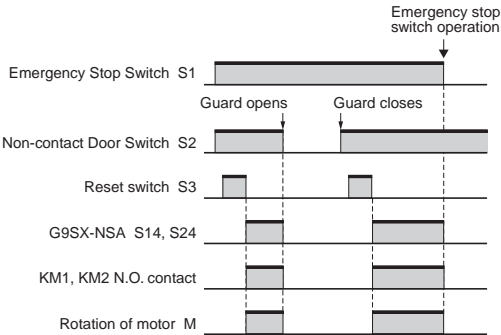 Emergency stop
switch operation
Emergency Stop Switch S1
Guard opens
Guard closes
Non-contact Door Switch S2
Reset switch S3
G9SX-NSA S14, S24
KM1, KM2 N.O. contact
Rotation of motor M